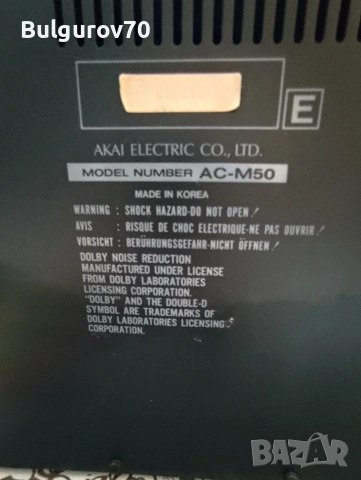 Bulgurov70
E
AKAI ELECTRIC CO., LTD.
MODEL NUMBER AC-M50
MADE IN KOREA
WARNING : SHOCK HAZARD-DO NOT OPEN !
AVIS : RISQUE DE CHOC ELECTRIQUE-NE PAS OUVRIR !
VORSICHT : BERÜHRUNGSGEFAHR-NICHT ÖFFNEN !
DOLBY NOISE REDUCTION
MANUFACTURED UNDER LICENSE
FROM DOLBY LABORATORIES
LICENSING CORPORATION.
"DOLBY" AND THE DOUBLE-D
SYMBOL ARE TRADEMARKS OF
DOLBY LABORATORIES LICENSING
CORPORATION.
BAZAR